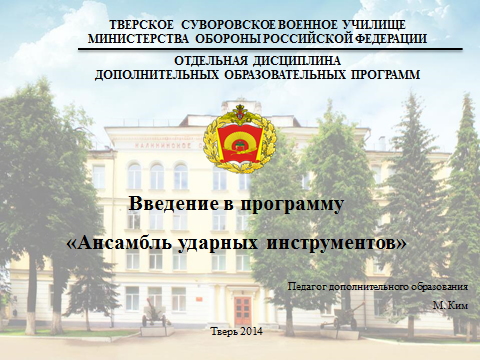 ТВЕРСКОЕ СУВОРОВСКОЕ ВОЕННОЕ УЧИЛИЩЕ
МИНИСТЕРСТВА ОБОРОНЫ РОССИЙСКОЙ ФЕДЕРАЦИИ
ОТДЕЛЬНАЯ ДИСЦИПЛИНА
ДОПОЛНИТЕЛЬНЫХ ОБРАЗОВАТЕЛЬНЫХ ПРОГРАММ
КАЛИНИНСКОЕ
Введение в программу
«Ансамбль ударных инструментов»
Педагог дополнительного образования
М. Ким
Тверь 2014